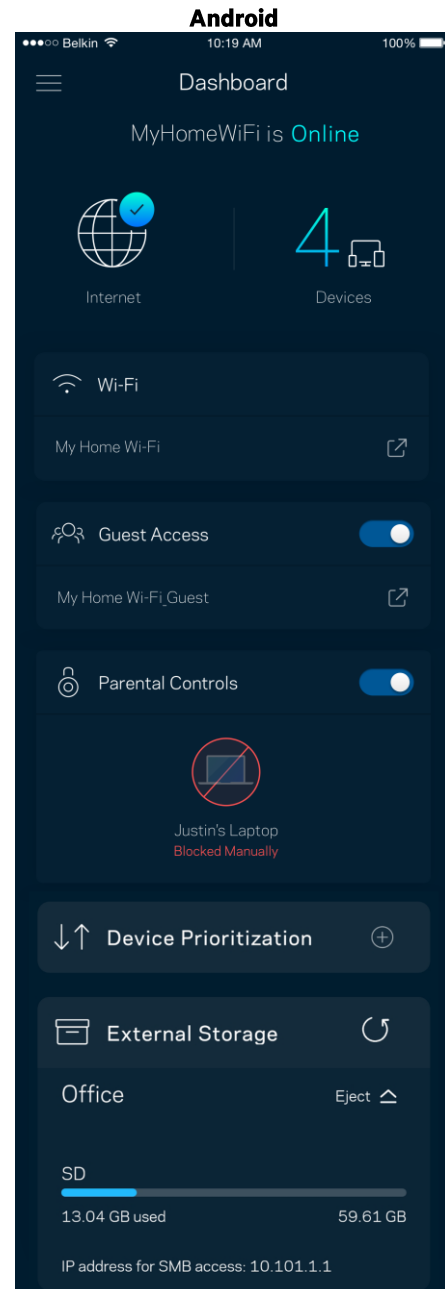 Android
Belkin 10:19 AM 100%
Dashboard
MyHomeWiFi is Online
4
Internet Devices
Wi-Fi
My Home Wi-Fi
Guest Access
My Home Wi-Fi_Guest
Parental Controls
Justin's Laptop
Blocked Manually
Device Prioritization
External Storage
Office Eject
SD
13.04 GB used 59.61 GB
IP address for SMB access: 10.101.1.1